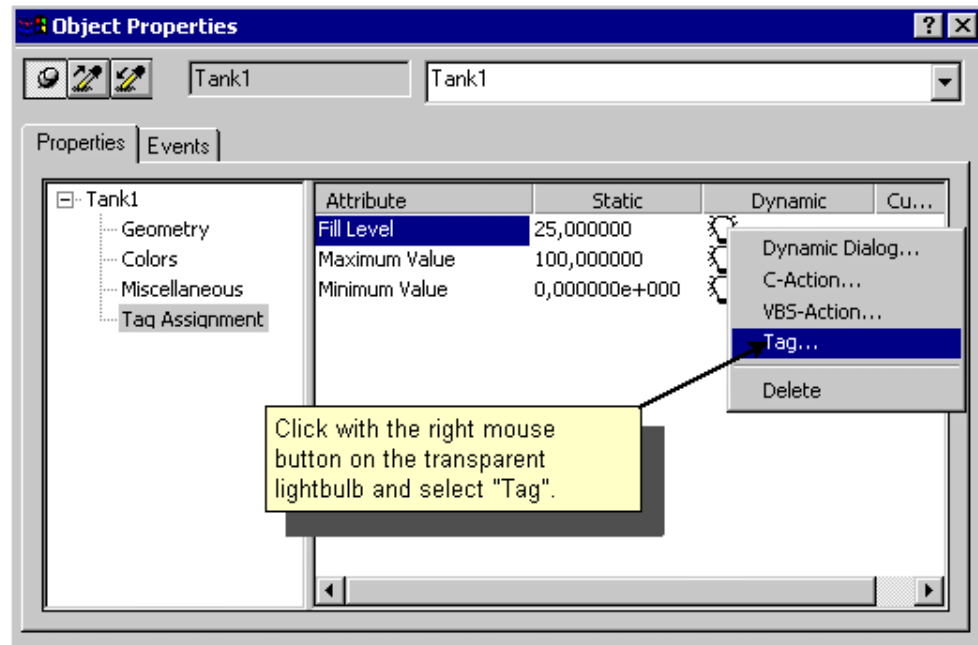 Object Properties
Tank1 Tank1
Properties Events
Tank1
Geometry
Colors
Miscellaneous
Tag Assignment
Attribute Static Dynamic Cu...
Fill Level 25,000000
Maximum Value 100,000000
Minimum Value 0,000000e+000
Dynamic Dialog...
C-Action...
VBS-Action...
Tag...
Delete
Click with the right mouse
button on the transparent
lightbulb and select "Tag".